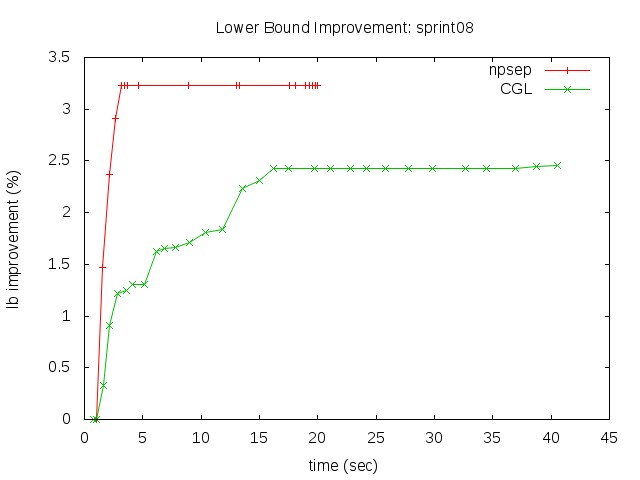 Lower Bound Improvement: sprint08
3.5
3
2.5
2
1.5
1
0.5
0
lb improvement (%)
npsep
CGL
0 5 10 15 20 25 30 35 40 45
time (sec)